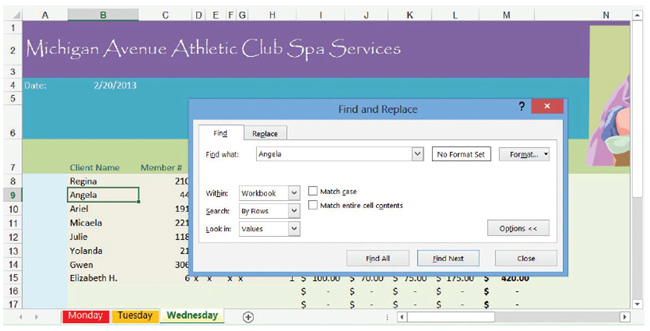 A B C D E F G H I J K L M N
1
2 Michigan Avenue Athletic Club Spa Services
3
4 Date: 2/20/2013
5
Find and Replace ? ×
6
Find Replace
Find what: Angela No Format Set Format...
7 Client Name Member #
8 Regina 210
9 Angela 44
Within: Workbook Match case
10 Ariel 191
Search: By Rows Match entire cell contents
11 Micaela 221
Look in: Values Options <<
12 Julie 118
13 Yolanda 21
14 Gwen 306
Find All Find Next Close
15 Elizabeth H. 6 x x x x 1 $ 100.00 $ 70.00 $ 75.00 $ 175.00 $ 420.00
16 $ - $ - $ - $ - $ -
17 $ - $ - $ - $ - $ -
Monday Tuesday Wednesday